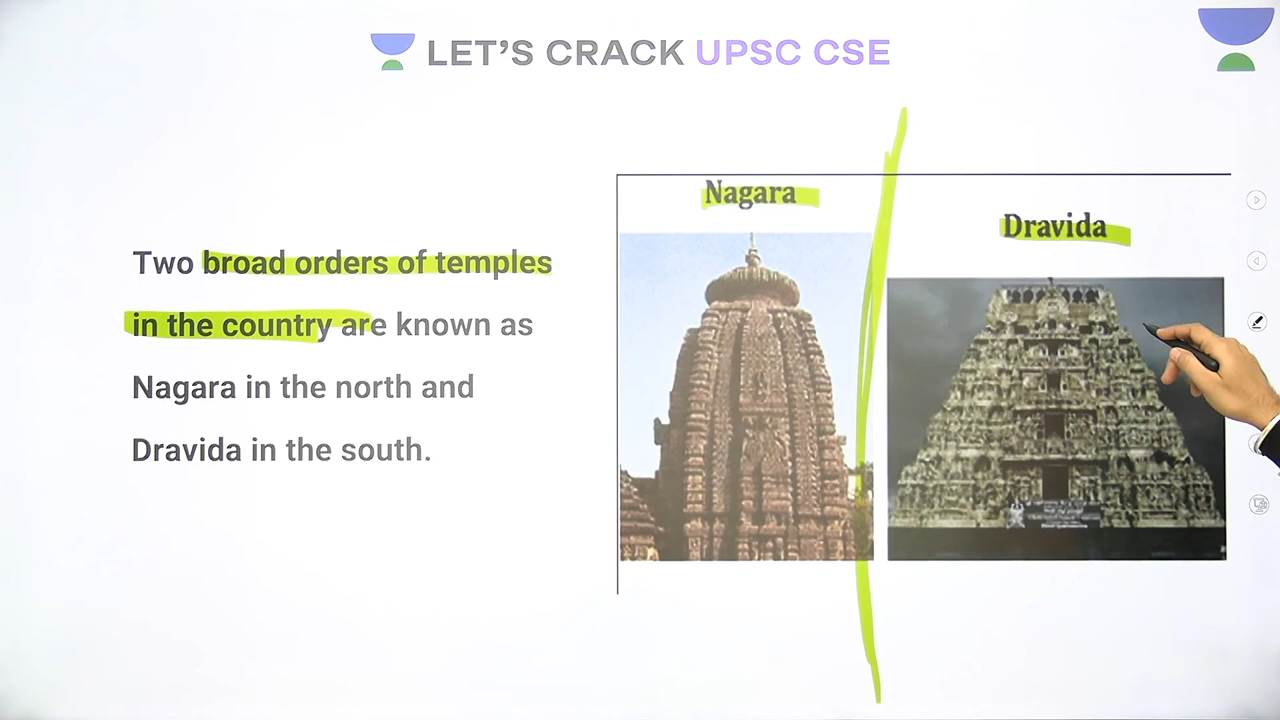 LET'S CRACK UPSC CSE
Nagara
Dravida
Two broad orders of temples
in the country are known as
Nagara in the north and
Dravida in the south.